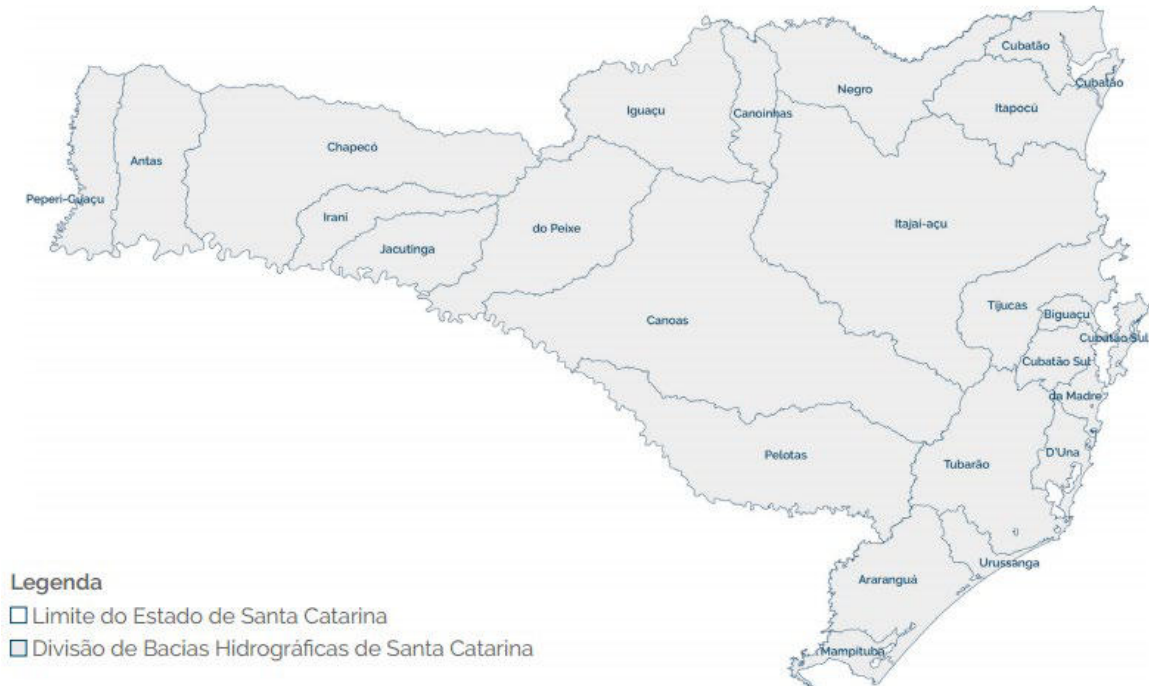 Cubatão
Cubatão
Iguaçu
Canoinhas
Negro
Itapocú
Chapecó
Antas
Peperi-Guaçu
Irani
do Peixe
Itajaí-açu
Jacutinga
Tijucas
Biguaçu
Canoas
Cubatão Sul
Cubatão Sul
da Madre
Pelotas
Tubarão
D'Una
Urussanga
Araranguá
Mampituba
Legenda
Limite do Estado de Santa Catarina
Divisão de Bacias Hidrográficas de Santa Catarina